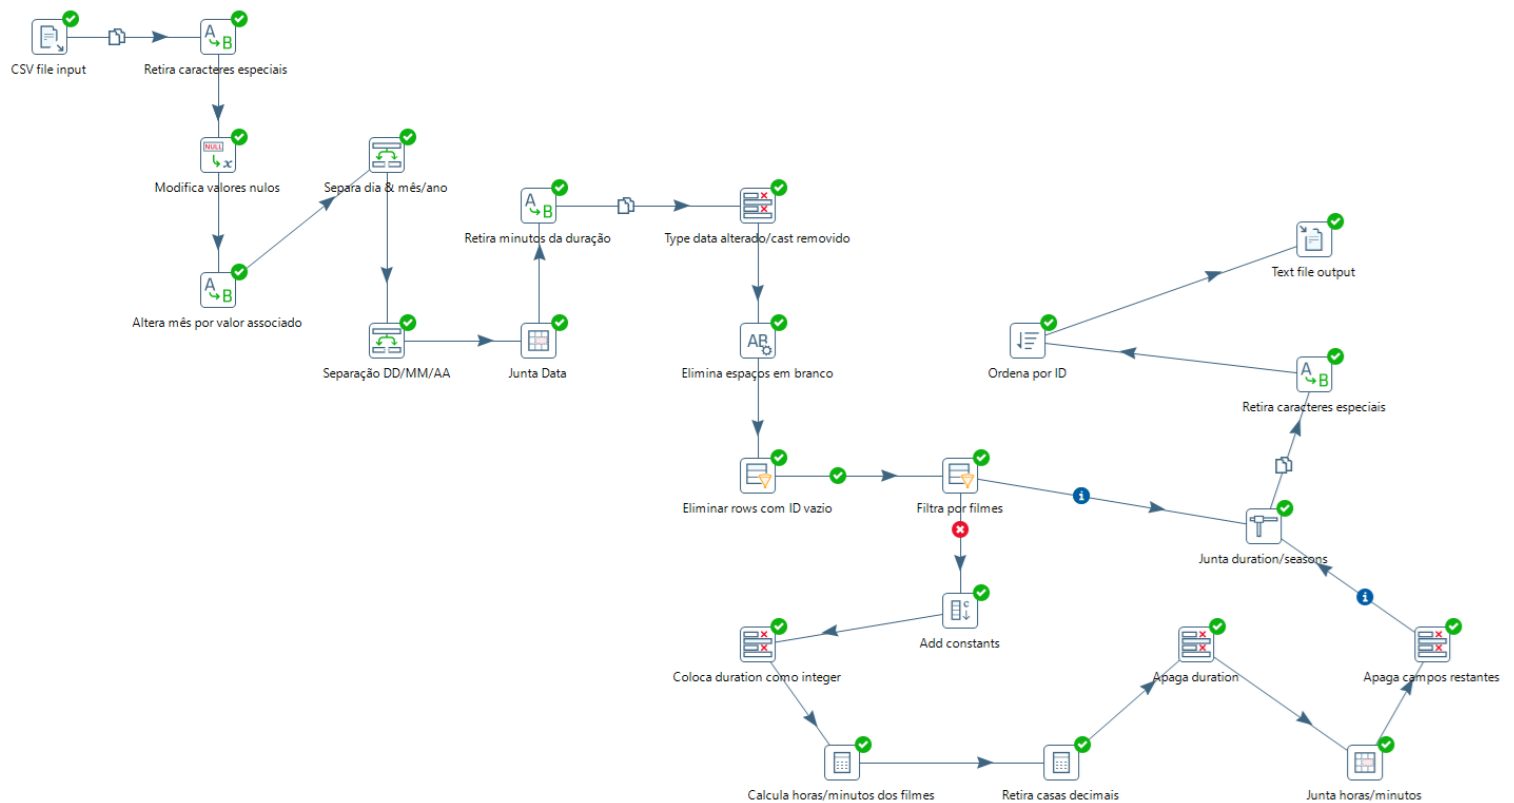 CSV file input
Retira caracteres especiais
Modifica valores nulos
Altera mês por valor associado
Separa dia & mês/ano
Separação DD/MM/AA
Junta Data
Retira minutos da duração
Type data alterado/cast removido
Elimina espaços em branco
Eliminar rows com ID vazio
Filtra por filmes
Add constants
Coloca duration como integer
Calcula horas/minutos dos filmes
Retira casas decimais
Apaga duration
Junta horas/minutos
Apaga campos restantes
Junta duration/seasons
Retira caracteres especiais
Ordena por ID
Text file output
A
B
NULL
x
A
B
A
B
AB
A
B
C